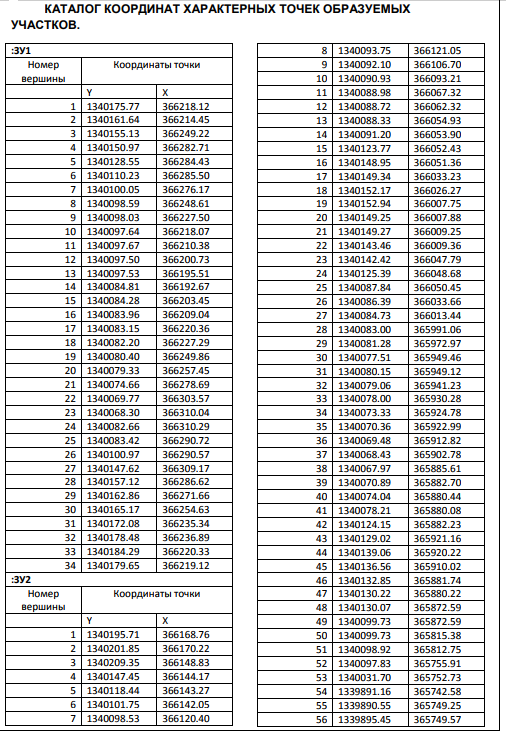 КАТАЛОГ КООРДИНАТ ХАРАКТЕРНЫХ ТОЧЕК ОБРАЗУЕМЫХ
УЧАСТКОВ.
:ЗУ1
Номер вершины Координаты точки
Y X
1 1340175.77 366218.12
2 1340161.64 366214.45
3 1340155.13 366249.22
4 1340150.97 366282.71
5 1340128.55 366284.43
6 1340110.23 366285.50
7 1340100.05 366276.17
8 1340098.59 366248.61
9 1340098.03 366227.50
10 1340097.64 366218.07
11 1340097.67 366210.38
12 1340097.50 366200.73
13 1340097.53 366195.51
14 1340084.81 366192.67
15 1340084.28 366203.45
16 1340083.96 366209.04
17 1340083.15 366220.36
18 1340082.20 366227.29
19 1340080.40 366249.86
20 1340079.33 366257.45
21 1340074.66 366278.69
22 1340069.77 366303.57
23 1340068.30 366310.04
24 1340082.66 366310.29
25 1340083.42 366290.72
26 1340100.97 366290.57
27 1340147.62 366309.17
28 1340157.12 366286.62
29 1340162.86 366271.66
30 1340165.17 366254.63
31 1340172.08 366235.34
32 1340178.48 366236.89
33 1340184.29 366220.33
34 1340179.65 366219.12
:ЗУ2
Номер вершины Координаты точки
Y X
1 1340195.71 366168.76
2 1340201.85 366170.22
3 1340209.35 366148.83
4 1340147.45 366144.17
5 1340118.44 366143.27
6 1340101.75 366142.05
7 1340098.53 366120.40
8 1340093.75 366121.05
9 1340092.10 366106.70
10 1340090.93 366093.21
11 1340088.98 366067.32
12 1340088.72 366062.32
13 1340088.33 366054.93
14 1340091.20 366053.90
15 1340123.77 366052.43
16 1340148.95 366051.36
17 1340149.34 366033.23
18 1340152.17 366026.27
19 1340152.94 366007.75
20 1340149.25 366007.88
21 1340149.27 366009.25
22 1340143.46 366009.36
23 1340142.42 366047.79
24 1340125.39 366048.68
25 1340087.84 366050.45
26 1340086.39 366033.66
27 1340084.73 366013.44
28 1340083.00 365991.06
29 1340081.28 365972.97
30 1340077.51 365949.46
31 1340080.15 365949.12
32 1340079.06 365941.23
33 1340078.00 365930.28
34 1340073.33 365924.78
35 1340070.36 365922.99
36 1340069.48 365912.82
37 1340068.43 365902.78
38 1340067.97 365885.61
39 1340070.89 365882.70
40 1340074.04 365880.44
41 1340078.21 365880.08
42 1340124.15 365882.23
43 1340129.02 365921.16
44 1340139.06 365920.22
45 1340136.56 365910.02
46 1340132.85 365881.74
47 1340130.22 365880.22
48 1340130.07 365872.59
49 1340099.73 365872.59
50 1340099.73 365815.38
51 1340098.92 365812.75
52 1340097.83 365755.91
53 1340031.70 365752.73
54 1339891.16 365742.58
55 1339890.55 365749.25
56 1339895.45 365749.57